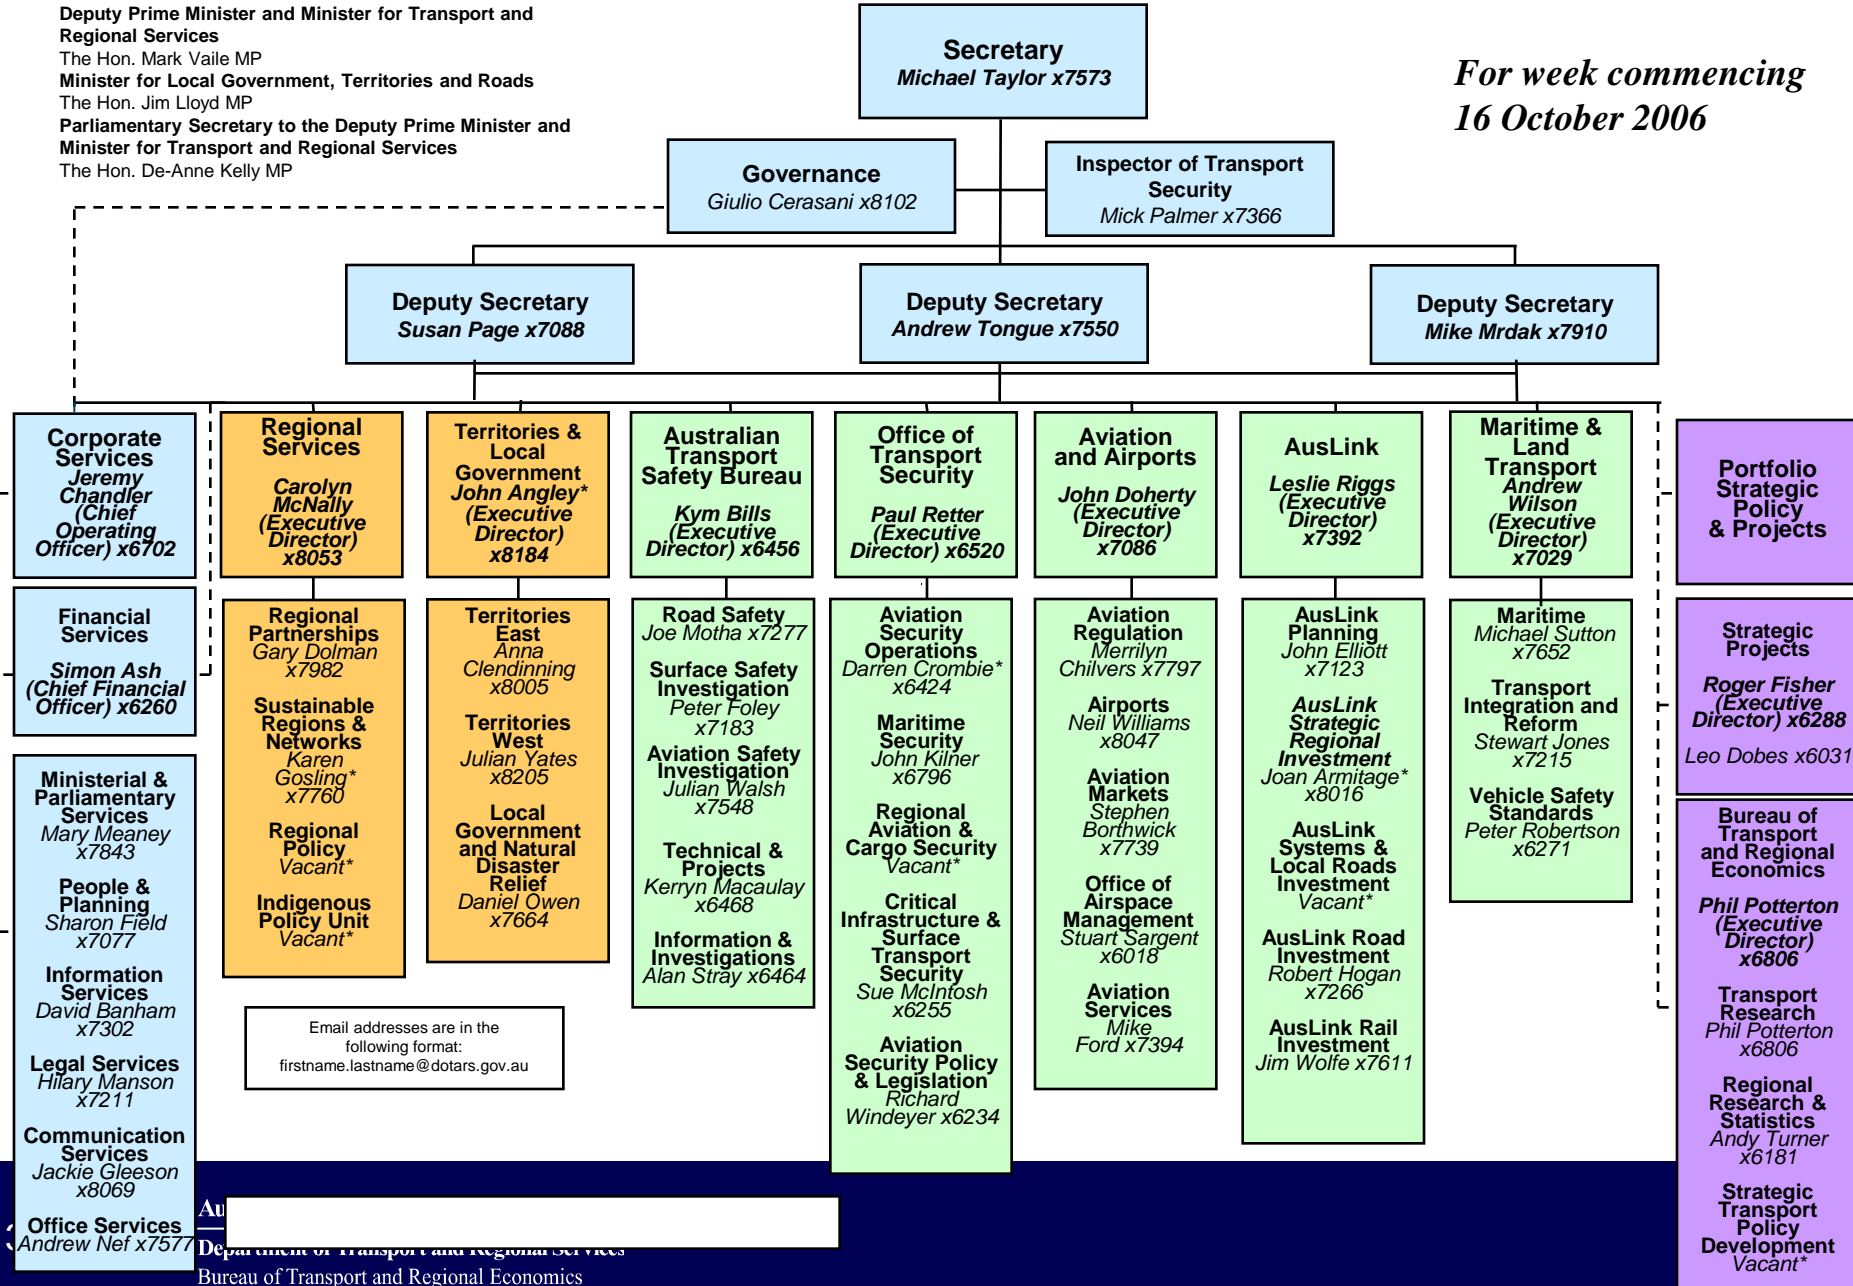 Deputy Prime Minister and Minister for Transport and
Regional Services
The Hon. Mark Vaile MP
Minister for Local Government, Territories and Roads
The Hon. Jim Lloyd MP
Parliamentary Secretary to the Deputy Prime Minister and
Minister for Transport and Regional Services
The Hon. De-Anne Kelly MP
Secretary
Michael Taylor x7573
For week commencing
16 October 2006
Governance
Giulio Cerasani x8102
Inspector of Transport
Security
Mick Palmer x7366
Deputy Secretary
Susan Page x7088
Deputy Secretary
Andrew Tongue x7550
Deputy Secretary
Mike Mrdak x7910
Corporate
Services
Jeremy
Chandler
(Chief
Operating
Officer) x6702
Financial
Services
Simon Ash
(Chief Financial
Officer) x6260
Ministerial &
Parliamentary
Services
Mary Meaney
x7843
People &
Planning
Sharon Field
x7077
Information
Services
David Banham
x7302
Legal Services
Hilary Manson
x7211
Communication
Services
Jackie Gleeson
x8069
Office Services
Andrew Nef x7577
Regional
Services
Carolyn
McNally
(Executive
Director)
x8053
Regional
Partnerships
Gary Dolman
x7982
Sustainable
Regions &
Networks
Karen
Gosling*
x7760
Regional
Policy
Vacant*
Indigenous
Policy Unit
Vacant*
Territories &
Local
Government
John Angley*
(Executive
Director)
x8184
Territories
East
Anna
Clendinning
x8005
Territories
West
Julian Yates
x8205
Local
Government
and Natural
Disaster
Relief
Daniel Owen
x7664
Australian
Transport
Safety Bureau
Kym Bills
(Executive
Director) x6456
Road Safety
Joe Motha x7277
Surface Safety
Investigation
Peter Foley
x7183
Aviation Safety
Investigation
Julian Walsh
x7548
Technical &
Projects
Kerryn Macaulay
x6468
Information &
Investigations
Alan Stray x6464
Office of
Transport
Security
Paul Retter
(Executive
Director) x6520
Aviation
Security
Operations
Darren Crombie*
x6424
Maritime
Security
John Kilner
x6796
Regional
Aviation &
Cargo Security
Vacant*
Critical
Infrastructure &
Surface
Transport
Security
Sue McIntosh
x6255
Aviation
Security Policy
& Legislation
Richard
Windeyer x6234
Aviation
and Airports
John Doherty
(Executive
Director)
x7086
Aviation
Regulation
Merrilyn
Chilvers x7797
Airports
Neil Williams
x8047
Aviation
Markets
Stephen
Borthwick
x7739
Office of
Airspace
Management
Stuart Sargent
x6018
Aviation
Services
Mike
Ford x7394
AusLink
Leslie Riggs
(Executive
Director)
x7392
AusLink
Planning
John Elliott
x7123
AusLink
Strategic
Regional
Investment
Joan Armitage*
x8016
AusLink
Systems &
Local Roads
Investment
Vacant*
AusLink Road
Investment
Robert Hogan
x7266
AusLink Rail
Investment
Jim Wolfe x7611
Maritime &
Land
Transport
Andrew
Wilson
(Executive
Director)
x7029
Maritime
Michael Sutton
x7652
Transport
Integration and
Reform
Stewart Jones
x7215
Vehicle Safety
Standards
Peter Robertson
x6271
Portfolio
Strategic
Policy
& Projects
Strategic
Projects
Roger Fisher
(Executive
Director) x6288
Leo Dobes x6031
Bureau of
Transport
and Regional
Economics
Phil Potterton
(Executive
Director)
x6806
Transport
Research
Phil Potterton
x6806
Regional
Research &
Statistics
Andy Turner
x6181
Strategic
Transport
Policy
Development
Vacant*
Email addresses are in the
following format:
firstname.lastname@dotars.gov.au
Au
Department of Transport and Regional Services
Bureau of Transport and Regional Economics